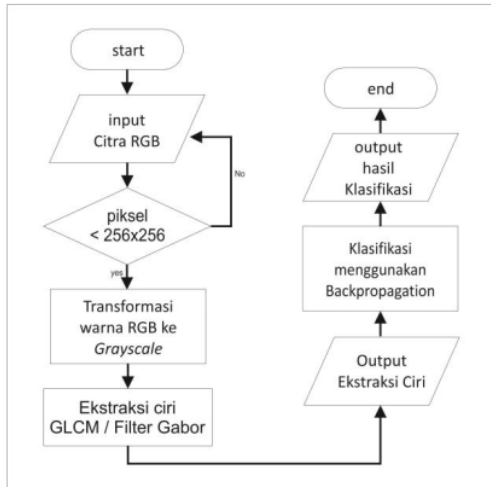 start
input
Citra RGB
No
piksel
< 256x256
yes
Transformasi
warna RGB ke
Grayscale
Ekstraksi ciri
GLCM / Filter Gabor
Output
Ekstraksi Ciri
Klasifikasi
menggunakan
Backpropagation
output
hasil
Klasifikasi
end